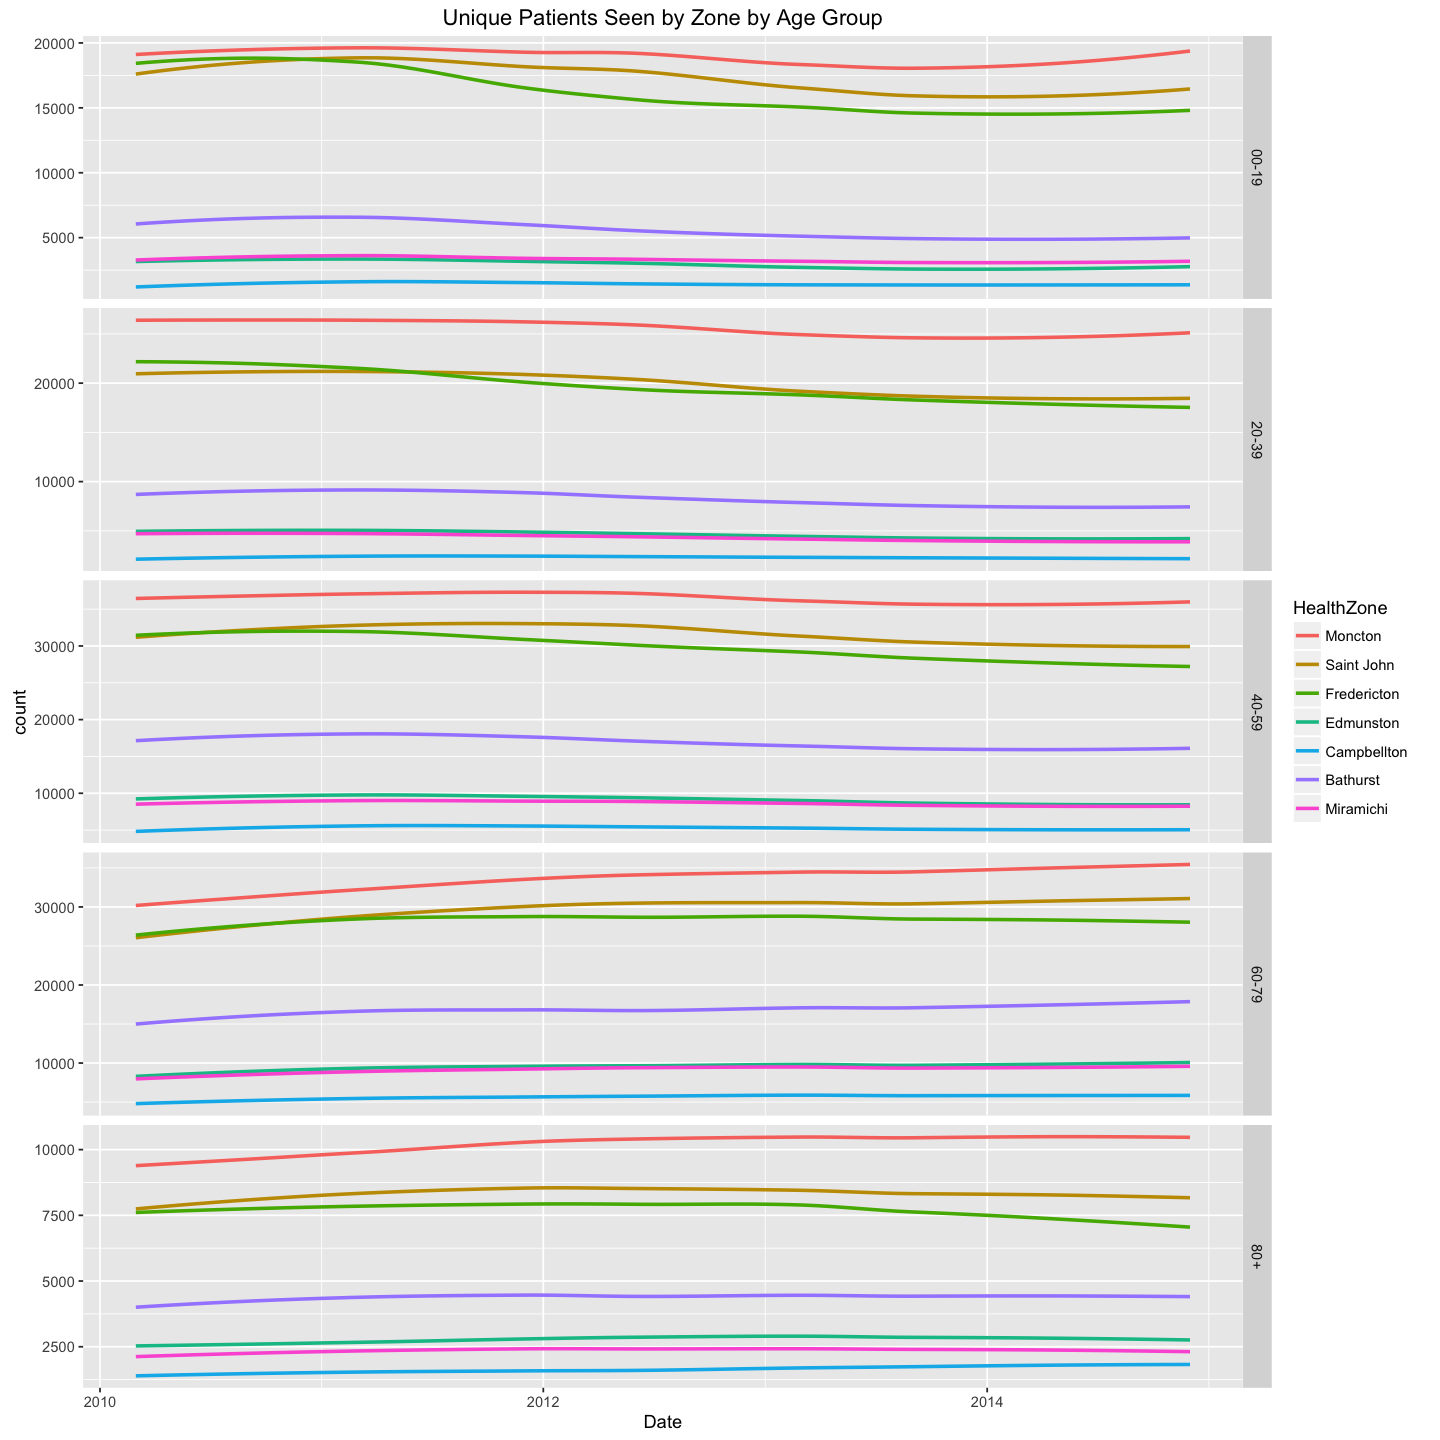 Unique Patients Seen by Zone by Age Group
20000
15000
10000
5000
00-19
20000
10000
20-39
30000
20000
10000
40-59
30000
20000
10000
60-79
10000
7500
5000
2500
80+
2010
2012
2014
Date
count
HealthZone
Moncton
Saint John
Fredericton
Edmunston
Campbellton
Bathurst
Miramichi